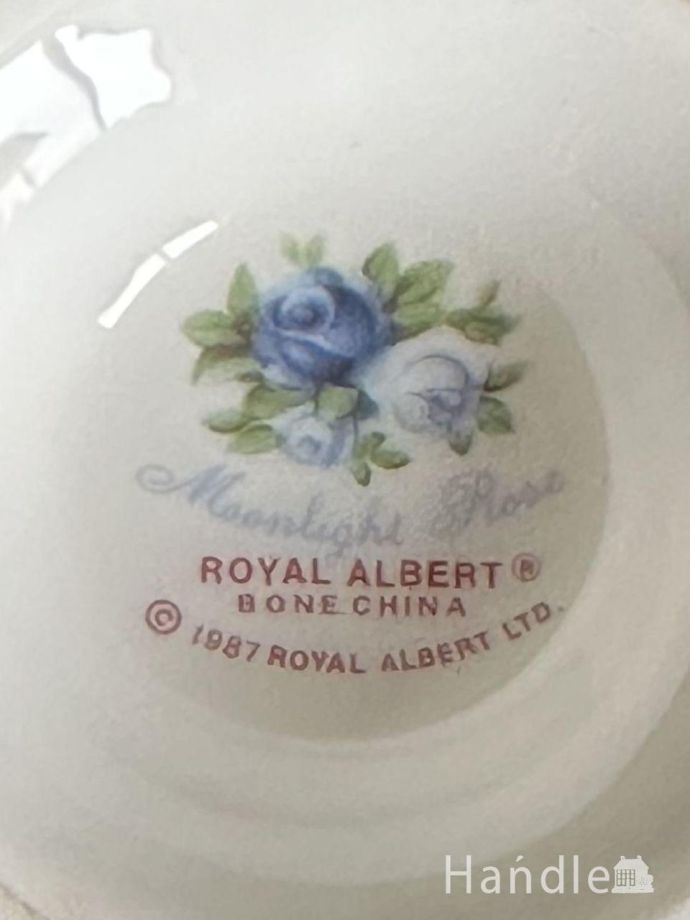 Moonlight Rose
ROYAL ALBERT ®
BONE CHINA
© 1987 ROYAL ALBERT LTD.
Handle